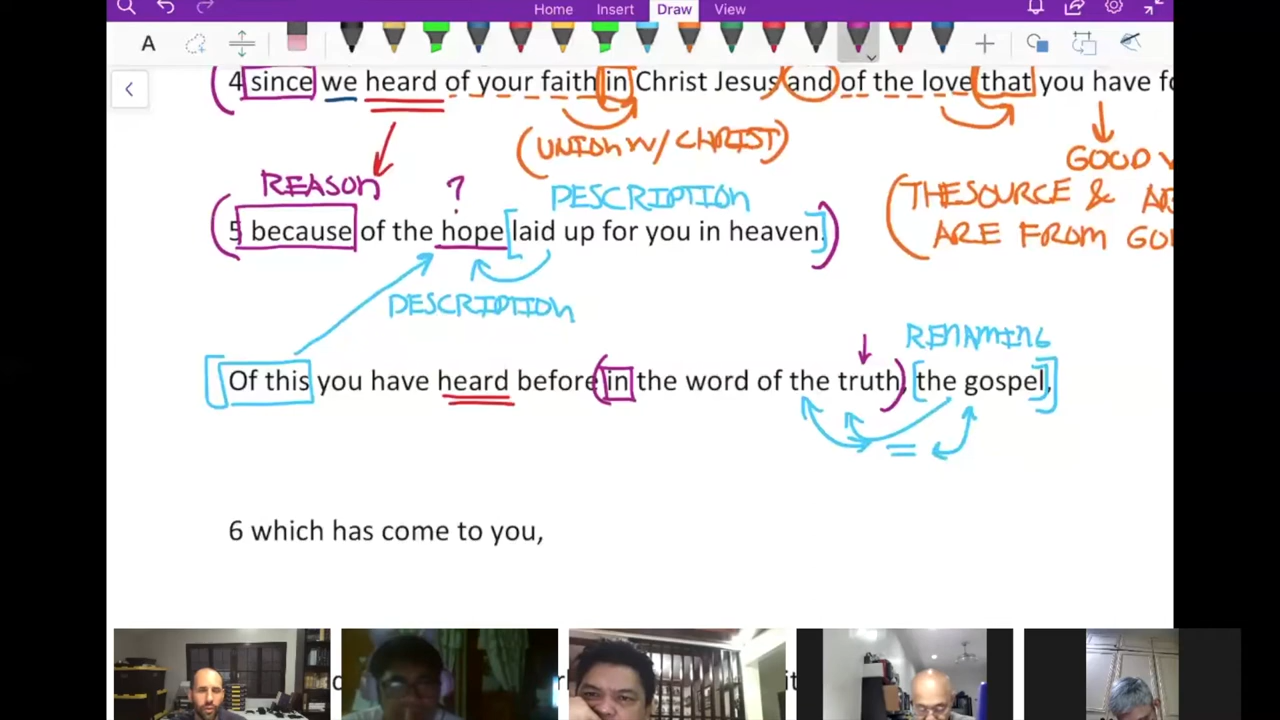 Home Insert Draw View
A
4 since we heard of your faith in Christ Jesus and of the love that you have
(UNION W/ CHRIST)
GOOD
REASON ? DESCRIPTION
(THE SOURCE &
5 because of the hope laid up for you in heaven.
ARE FROM
DESCRIPTION
RENAMING
Of this you have heard before in the word of the truth, the gospel,
=
6 which has come to you,